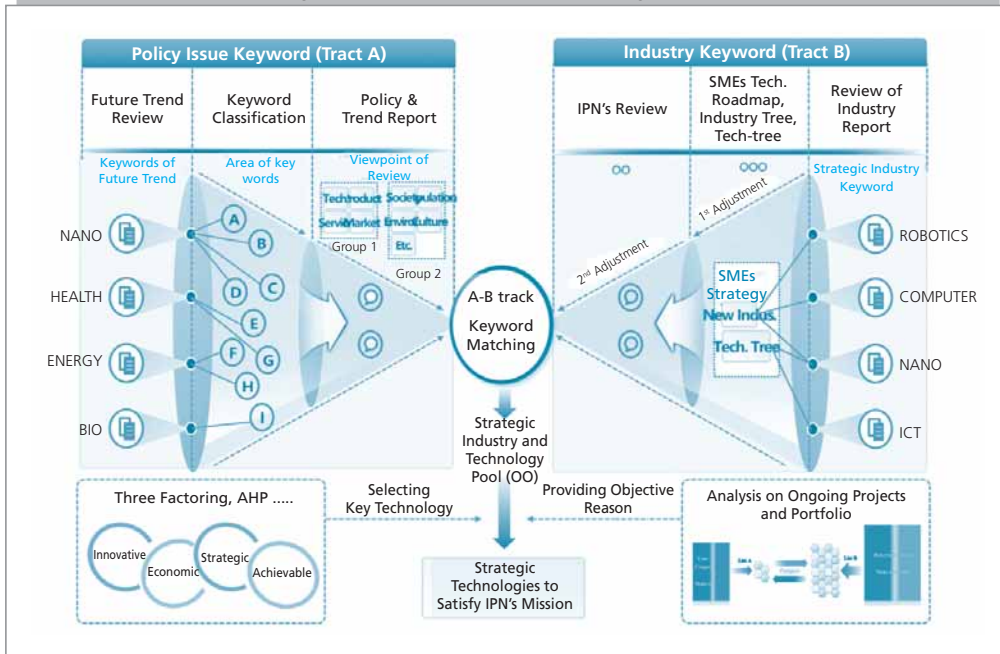 Policy Issue Keyword (Tract A)
Future Trend
Review
Keyword
Classification
Policy &
Trend Report
Keywords of
Future Trend
Area of key
words
Viewpoint of
Review
Group 1
Etc.
Group 2
NANO
HEALTH
ENERGY
BIO
A
B
C
D
E
F
G
H
I
A-B track
Keyword
Matching
Industry Keyword (Tract B)
IPN's Review
SMEs Tech.
Roadmap,
Industry Tree,
Tech-tree
Review of
Industry
Report
OO
OOO
Strategic Industry
Keyword
1st Adjustment
2nd Adjustment
SMEs
Strategy
New Indus.
Tech. Tree
ROBOTICS
COMPUTER
NANO
ICT
Strategic
Industry and
Technology
Pool (OO)
Three Factoring, AHP .....
Innovative
Economic
Strategic
Achievable
Selecting
Key Technology
Providing Objective
Reason
Analysis on Ongoing Projects
and Portfolio
Strategic
Technologies to
Satisfy IPN's Mission